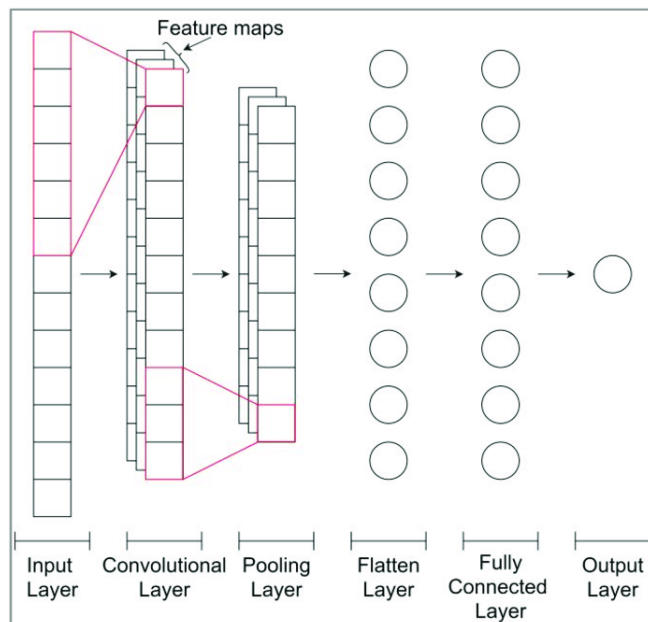 Feature maps
Input
Layer
Convolutional
Layer
Pooling
Layer
Flatten
Layer
Fully
Connected
Layer
Output
Layer